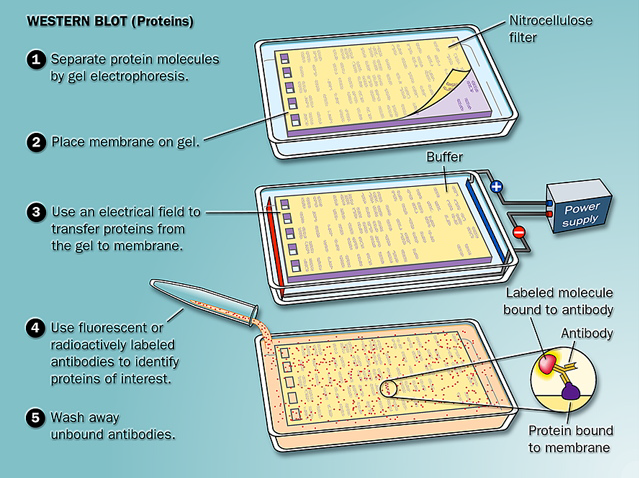 WESTERN BLOT (Proteins)
1 Separate protein molecules
by gel electrophoresis.
Nitrocellulose
filter
2 Place membrane on gel.
Buffer
+
3 Use an electrical field to
transfer proteins from
the gel to membrane.
Power
supply
−
4 Use fluorescent or
radioactively labeled
antibodies to identify
proteins of interest.
Labeled molecule
bound to antibody
Antibody
5 Wash away
unbound antibodies.
Protein bound
to membrane